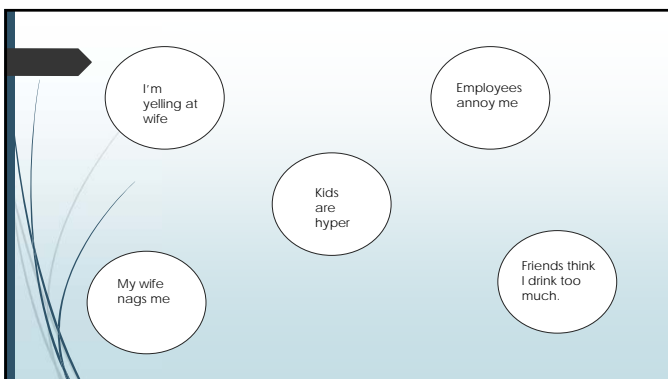 I'm
yelling at
wife
Employees
annoy me
Kids
are
hyper
My wife
nags me
Friends think
I drink too
much.